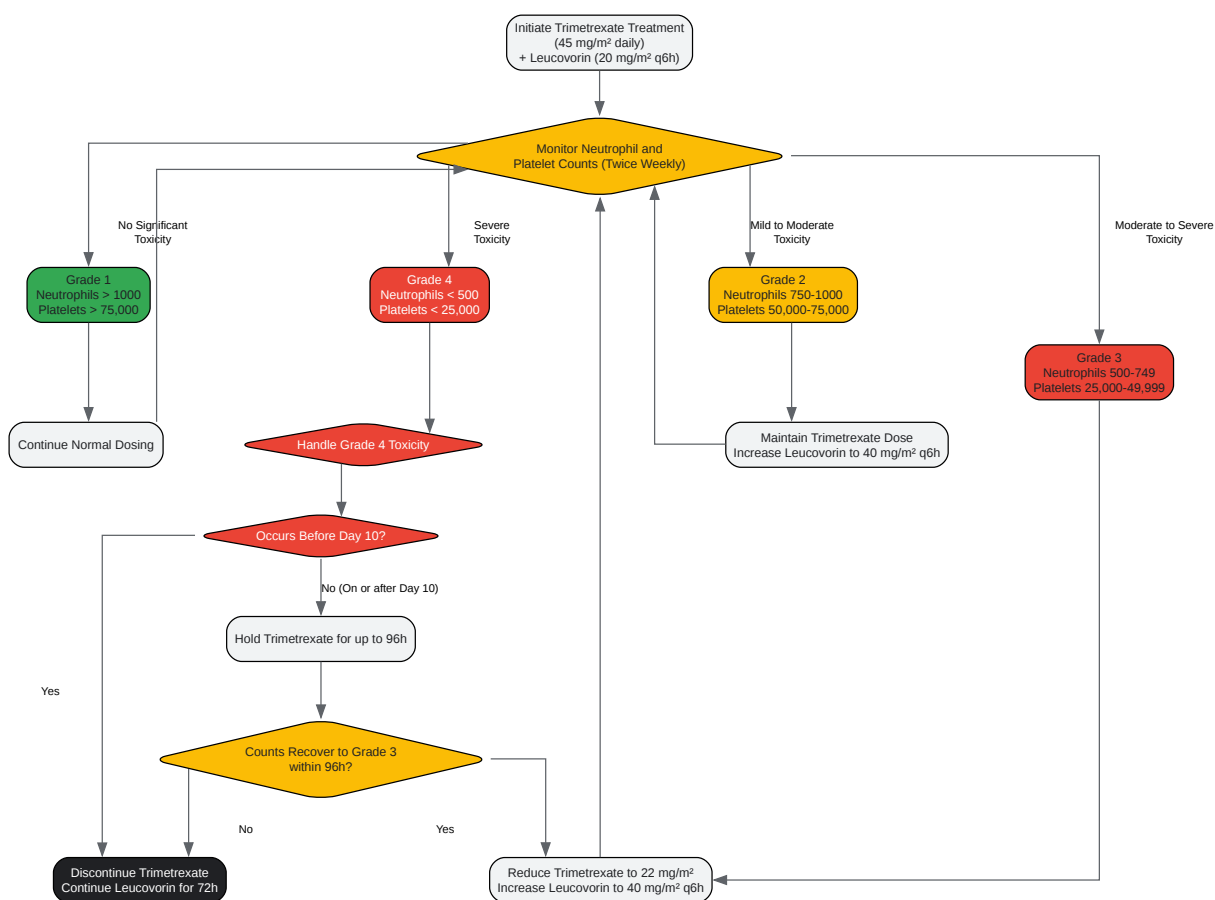 Initiate Trimetrexate Treatment
(45 mg/m² daily)
+ Leucovorin (20 mg/m² q6h)
Monitor Neutrophil and
Platelet Counts (Twice Weekly)
No Significant
Toxicity
Severe
Toxicity
Mild to Moderate
Toxicity
Moderate to Severe
Toxicity
Grade 1
Neutrophils > 1000
Platelets > 75,000
Grade 4
Neutrophils < 500
Platelets < 25,000
Grade 2
Neutrophils 750-1000
Platelets 50,000-75,000
Grade 3
Neutrophils 500-749
Platelets 25,000-49,999
Continue Normal Dosing
Handle Grade 4 Toxicity
Maintain Trimetrexate Dose
Increase Leucovorin to 40 mg/m² q6h
Occurs Before Day 10?
No (On or after Day 10)
Hold Trimetrexate for up to 96h
Yes
Counts Recover to Grade 3
within 96h?
No
Yes
Discontinue Trimetrexate
Continue Leucovorin for 72h
Reduce Trimetrexate to 22 mg/m²
Increase Leucovorin to 40 mg/m² q6h